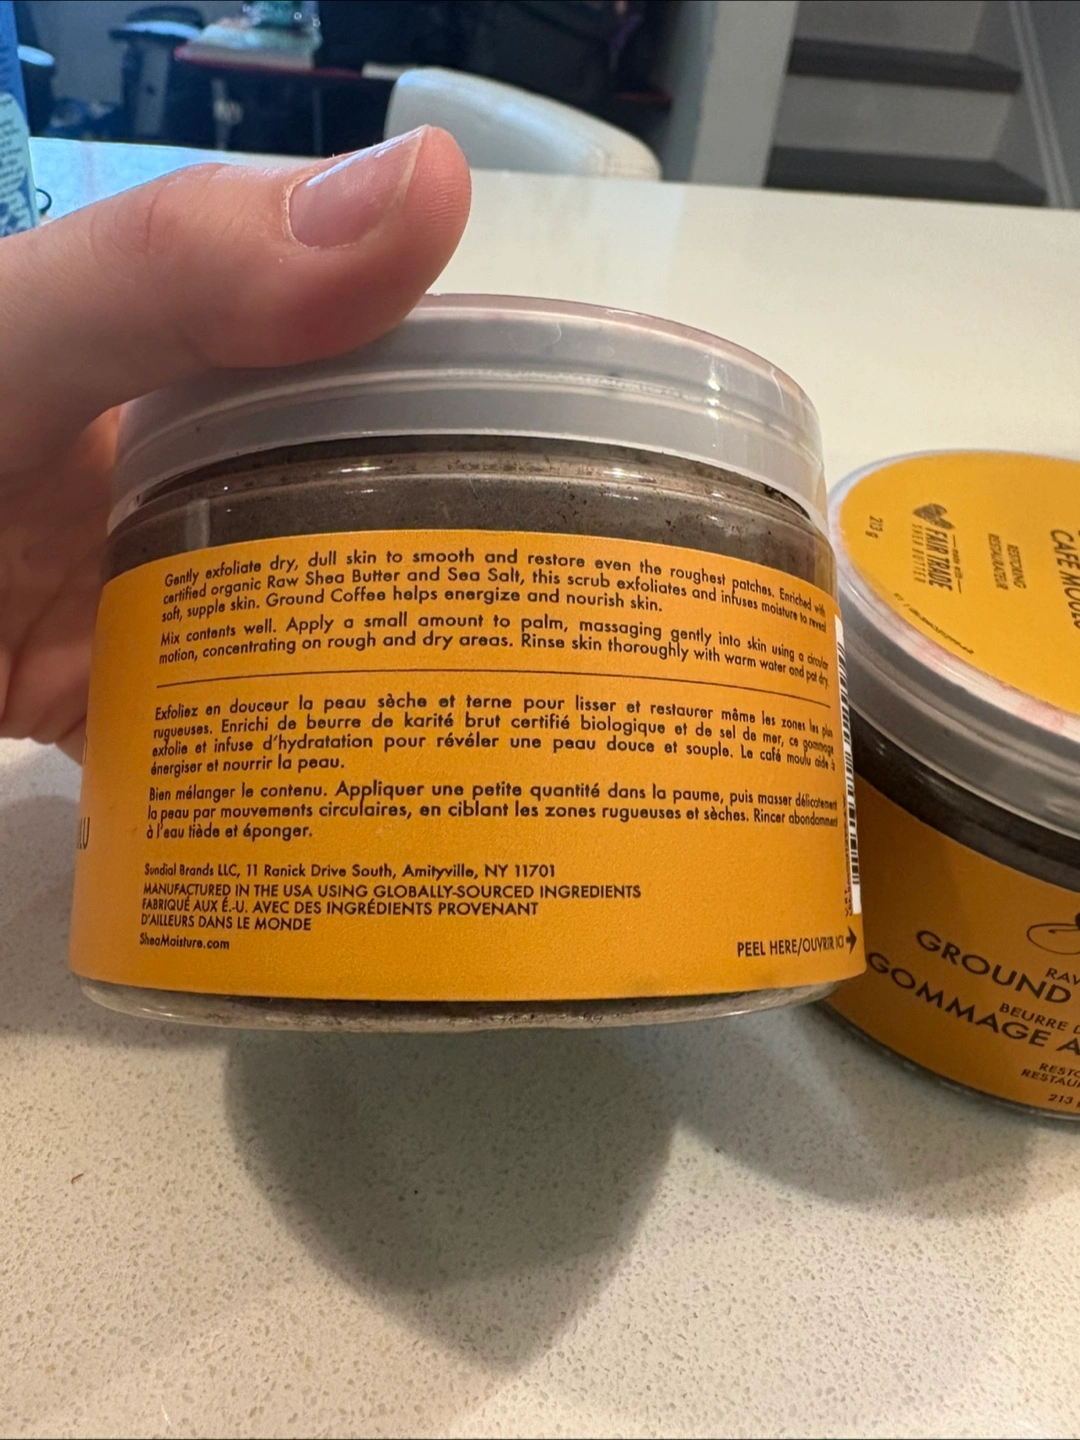 Gently exfoliate dry, dull skin to smooth and restore even the roughest patches. Enriched with
certified organic Raw Shea Butter and Sea Salt, this scrub exfoliates and infuses moisture to reveal
soft, supple skin. Ground Coffee helps energize and nourish skin.
Mix contents well. Apply a small amount to palm, massaging gently into skin using a circular
motion, concentrating on rough and dry areas. Rinse skin thoroughly with warm water and pat dry.
Exfoliez en douceur la peau sèche et terne pour lisser et restaurer même les zones les plus
rugueuses. Enrichi de beurre de karité brut certifié biologique et de sel de mer, ce gommage
exfolie et infuse d'hydratation pour révéler une peau douce et souple. Le café moulu aide à
énergiser et nourrir la peau.
Bien mélanger le contenu. Appliquer une petite quantité dans la paume, puis masser délicatement
la peau par mouvements circulaires, en ciblant les zones rugueuses et sèches. Rincer abondamment
à l'eau tiède et éponger.
Sundial Brands LLC, 11 Ranick Drive South, Amityville, NY 11701
MANUFACTURED IN THE USA USING GLOBALLY-SOURCED INGREDIENTS
FABRIQUÉ AUX É.-U. AVEC DES INGRÉDIENTS PROVENANT
D'AILLEURS DANS LE MONDE
SheaMoisture.com
PEEL HERE/OUVRIR ICI
CAFÉ MOULU
RESTORING
RESTAURATEUR
made with
FAIR TRADE
SHEA BUTTER
213 g
RAW
GROUND
BEURRE D
GOMMAGE A
RESTO
RESTAU
213